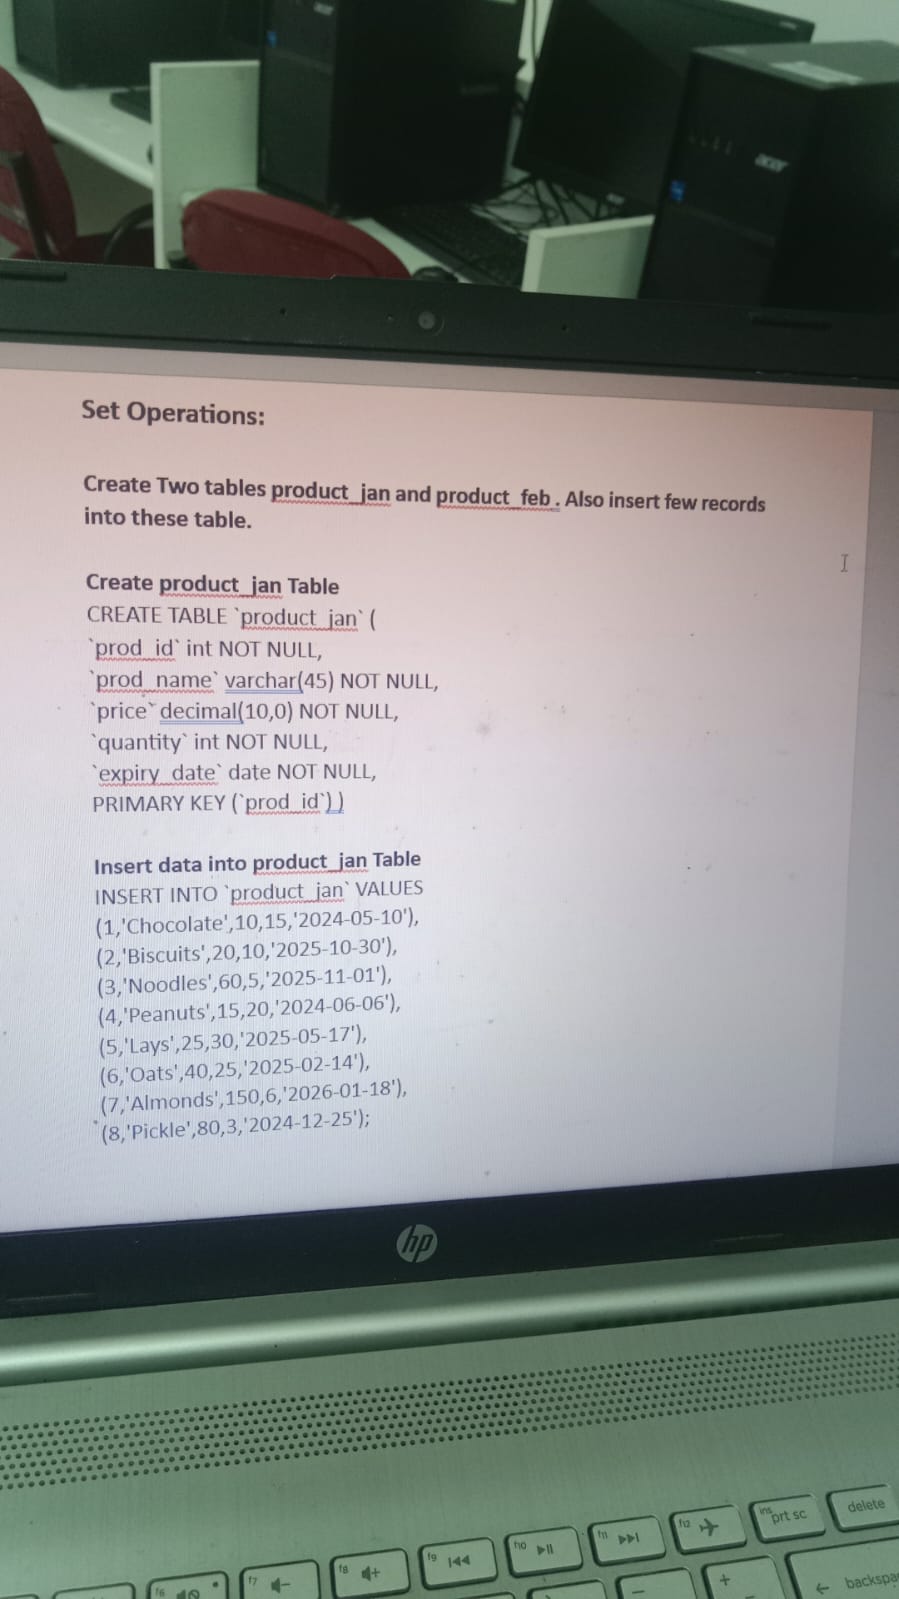 acer
Set Operations:
Create Two tables product_jan and product_feb . Also insert few records
into these table.
Create product_jan Table
CREATE TABLE `product_jan` (
`prod_id` int NOT NULL,
`prod_name` varchar(45) NOT NULL,
`price` decimal(10,0) NOT NULL,
`quantity` int NOT NULL,
`expiry_date` date NOT NULL,
PRIMARY KEY (`prod_id`) )
Insert data into product_jan Table
INSERT INTO `product_jan` VALUES
(1,'Chocolate',10,15,'2024-05-10'),
(2,'Biscuits',20,10,'2025-10-30'),
(3,'Noodles',60,5,'2025-11-01'),
(4,'Peanuts',15,20,'2024-06-06'),
(5,'Lays',25,30,'2025-05-17'),
(6,'Oats',40,25,'2025-02-14'),
(7,'Almonds',150,6,'2026-01-18'),
(8,'Pickle',80,3,'2024-12-25');
hp
f6 f7 f8 f9 f10 f11 f12 ins prt sc delete
backspa